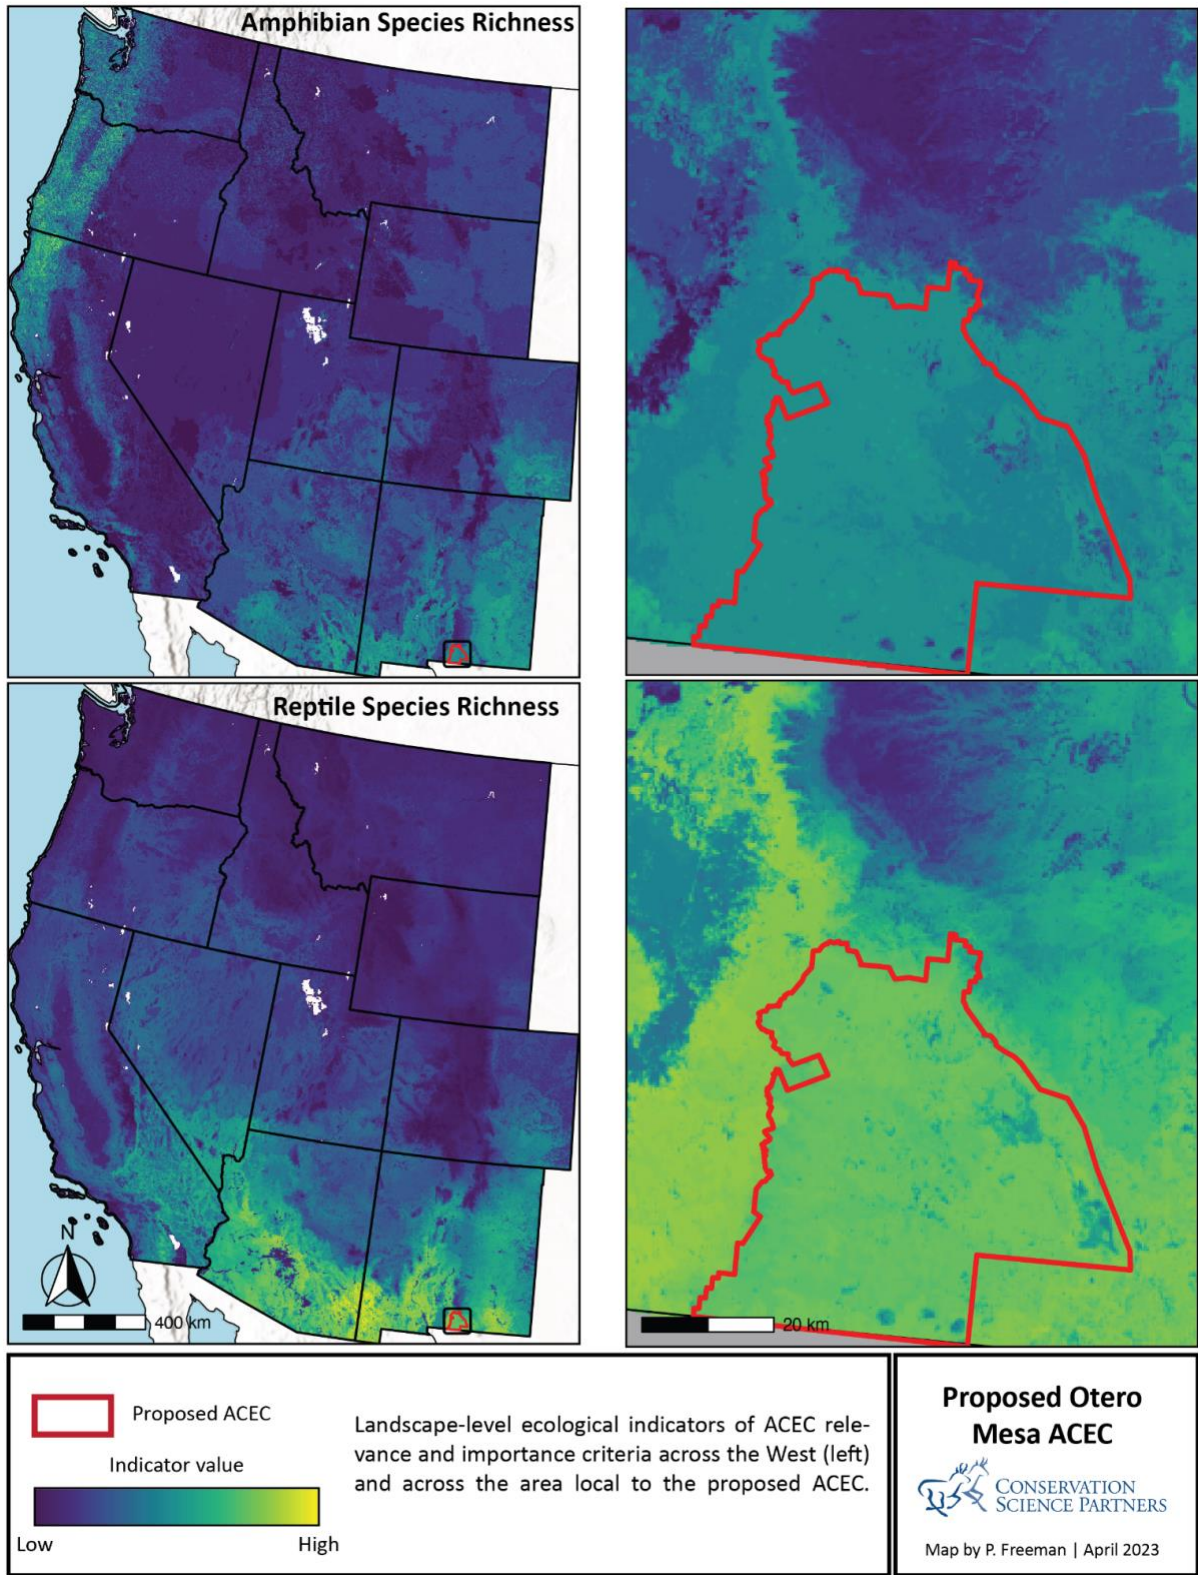 Amphibian Species Richness
Reptile Species Richness
N
400 km
20 km
Proposed ACEC
Indicator value
Low
High
Landscape-level ecological indicators of ACEC rele-
vance and importance criteria across the West (left)
and across the area local to the proposed ACEC.
Proposed Otero
Mesa ACEC
CONSERVATION
SCIENCE PARTNERS
Map by P. Freeman | April 2023